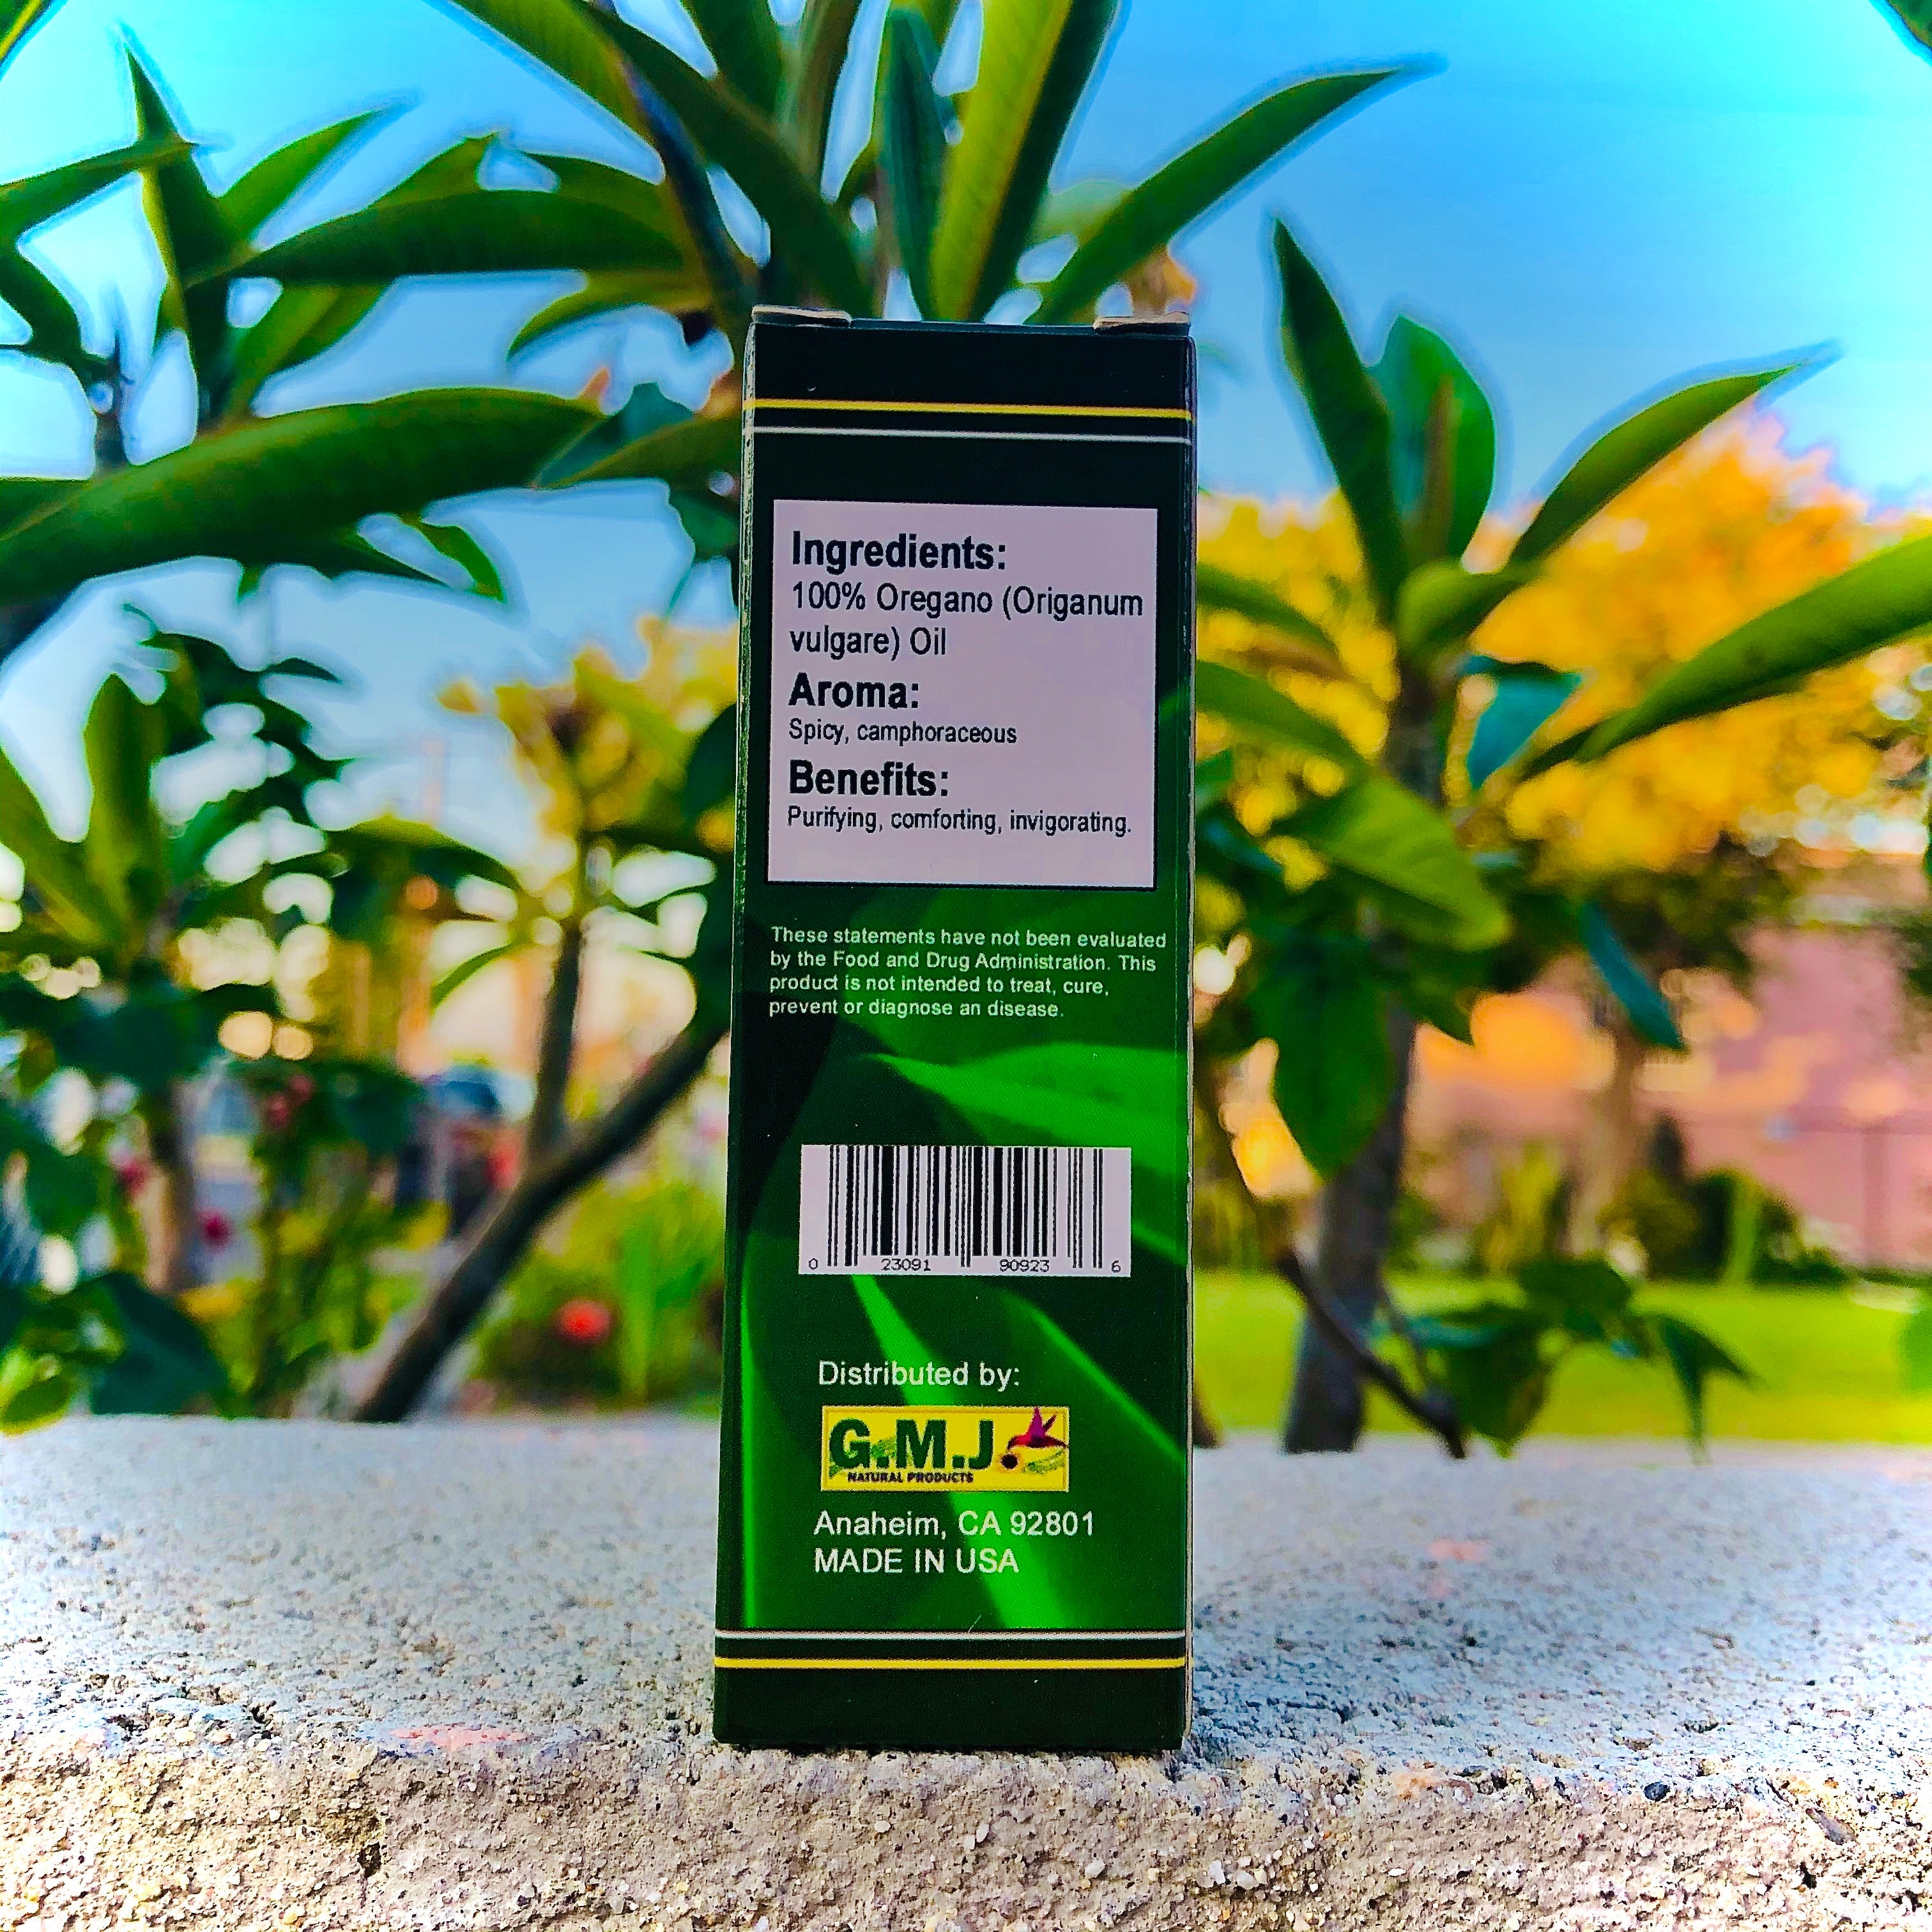 Ingredients:
100% Oregano (Origanum
vulgare) Oil
Aroma:
Spicy, camphoraceous
Benefits:
Purifying, comforting, invigorating.
These statements have not been evaluated
by the Food and Drug Administration. This
product is not intended to treat, cure,
prevent or diagnose an disease.
0 23091 90923 6
Distributed by:
G.M.J
NATURAL PRODUCTS
Anaheim, CA 92801
MADE IN USA